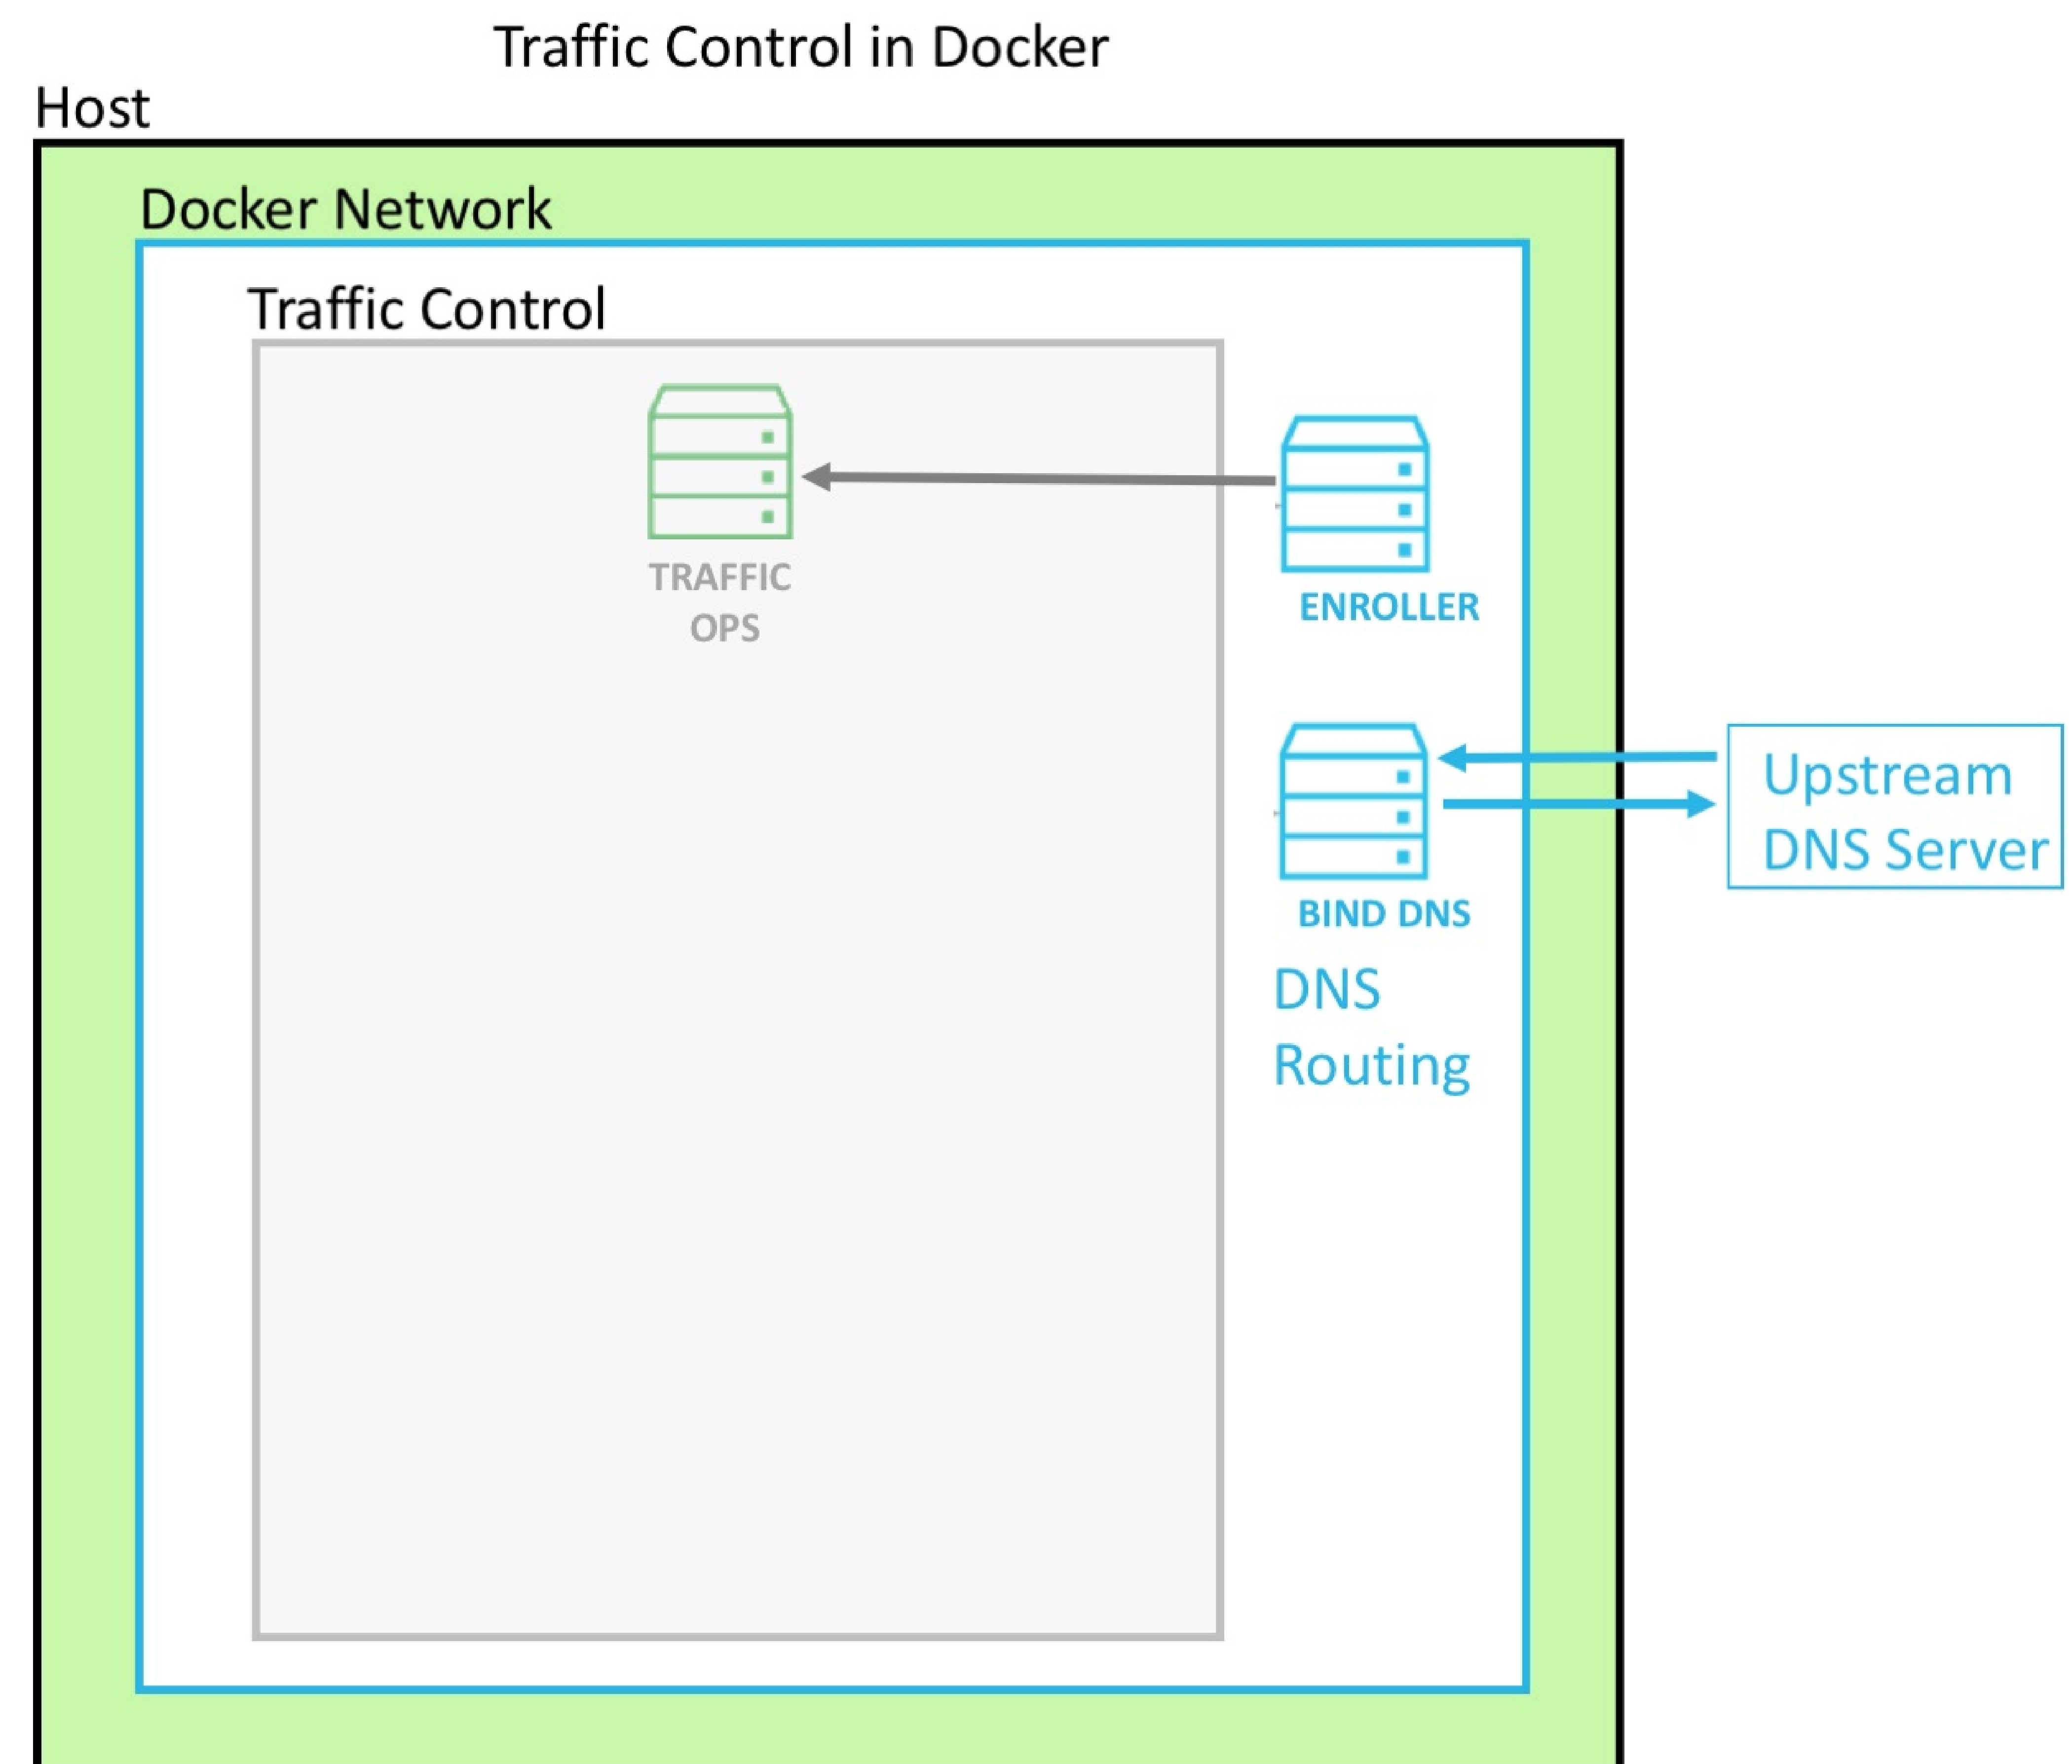 Traffic Control in Docker
Host
Docker Network
Traffic Control
TRAFFIC
OPS
ENROLLER
BIND DNS
DNS
Routing
Upstream
DNS Server